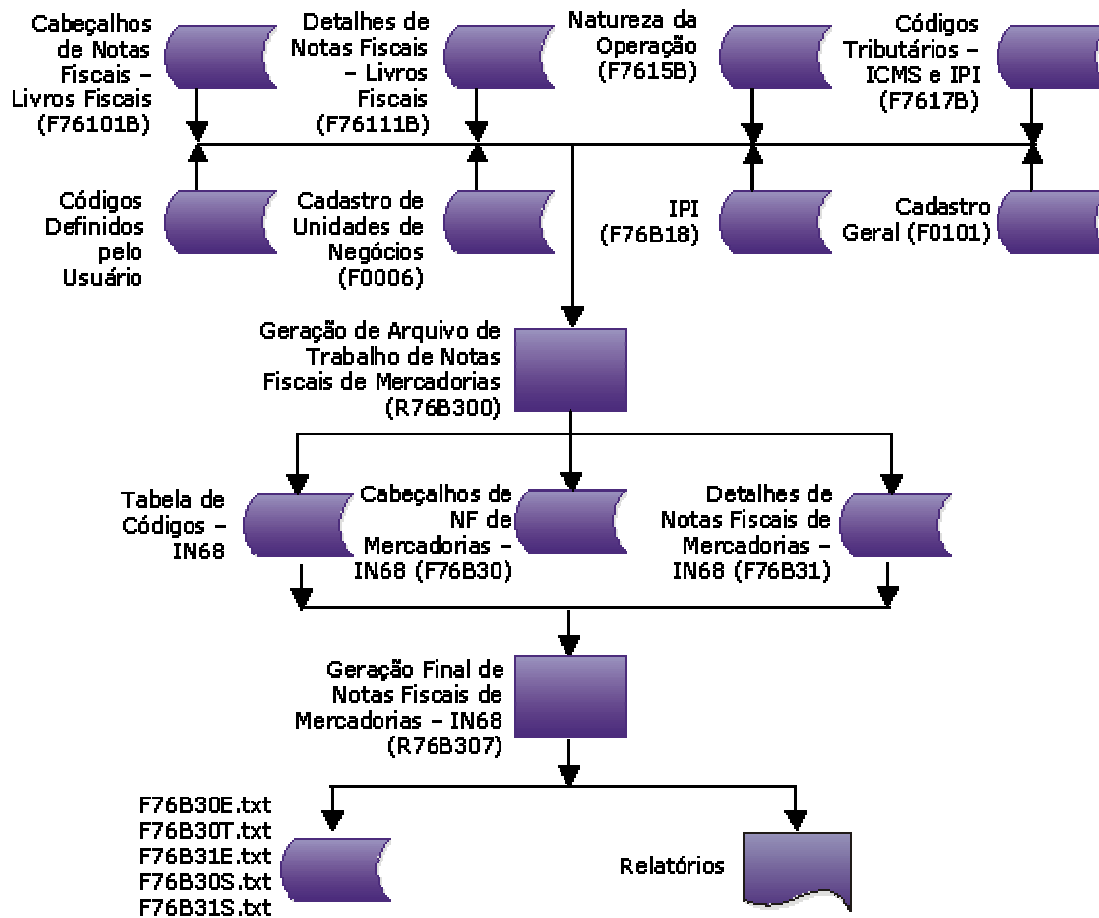 Cabeçalhos
de Notas
Fiscais –
Livros Fiscais
(F76101B)
Detalhes de
Notas Fiscais
– Livros
Fiscais
(F76111B)
Natureza da
Operação
(F7615B)
Códigos
Tributários –
ICMS e IPI
(F7617B)
Códigos
Definidos
pelo
Usuário
Cadastro de
Unidades de
Negócios
(F0006)
IPI
(F76B18)
Cadastro
Geral (F0101)
Geração de Arquivo de
Trabalho de Notas
Fiscais de Mercadorias
(R76B300)
Tabela de
Códigos –
IN68
Cabeçalhos de
NF de
Mercadorias –
IN68 (F76B30)
Detalhes de
Notas Fiscais de
Mercadorias –
IN68 (F76B31)
Geração Final de
Notas Fiscais de
Mercadorias – IN68
(R76B307)
F76B30E.txt
F76B30T.txt
F76B31E.txt
F76B30S.txt
F76B31S.txt
Relatórios